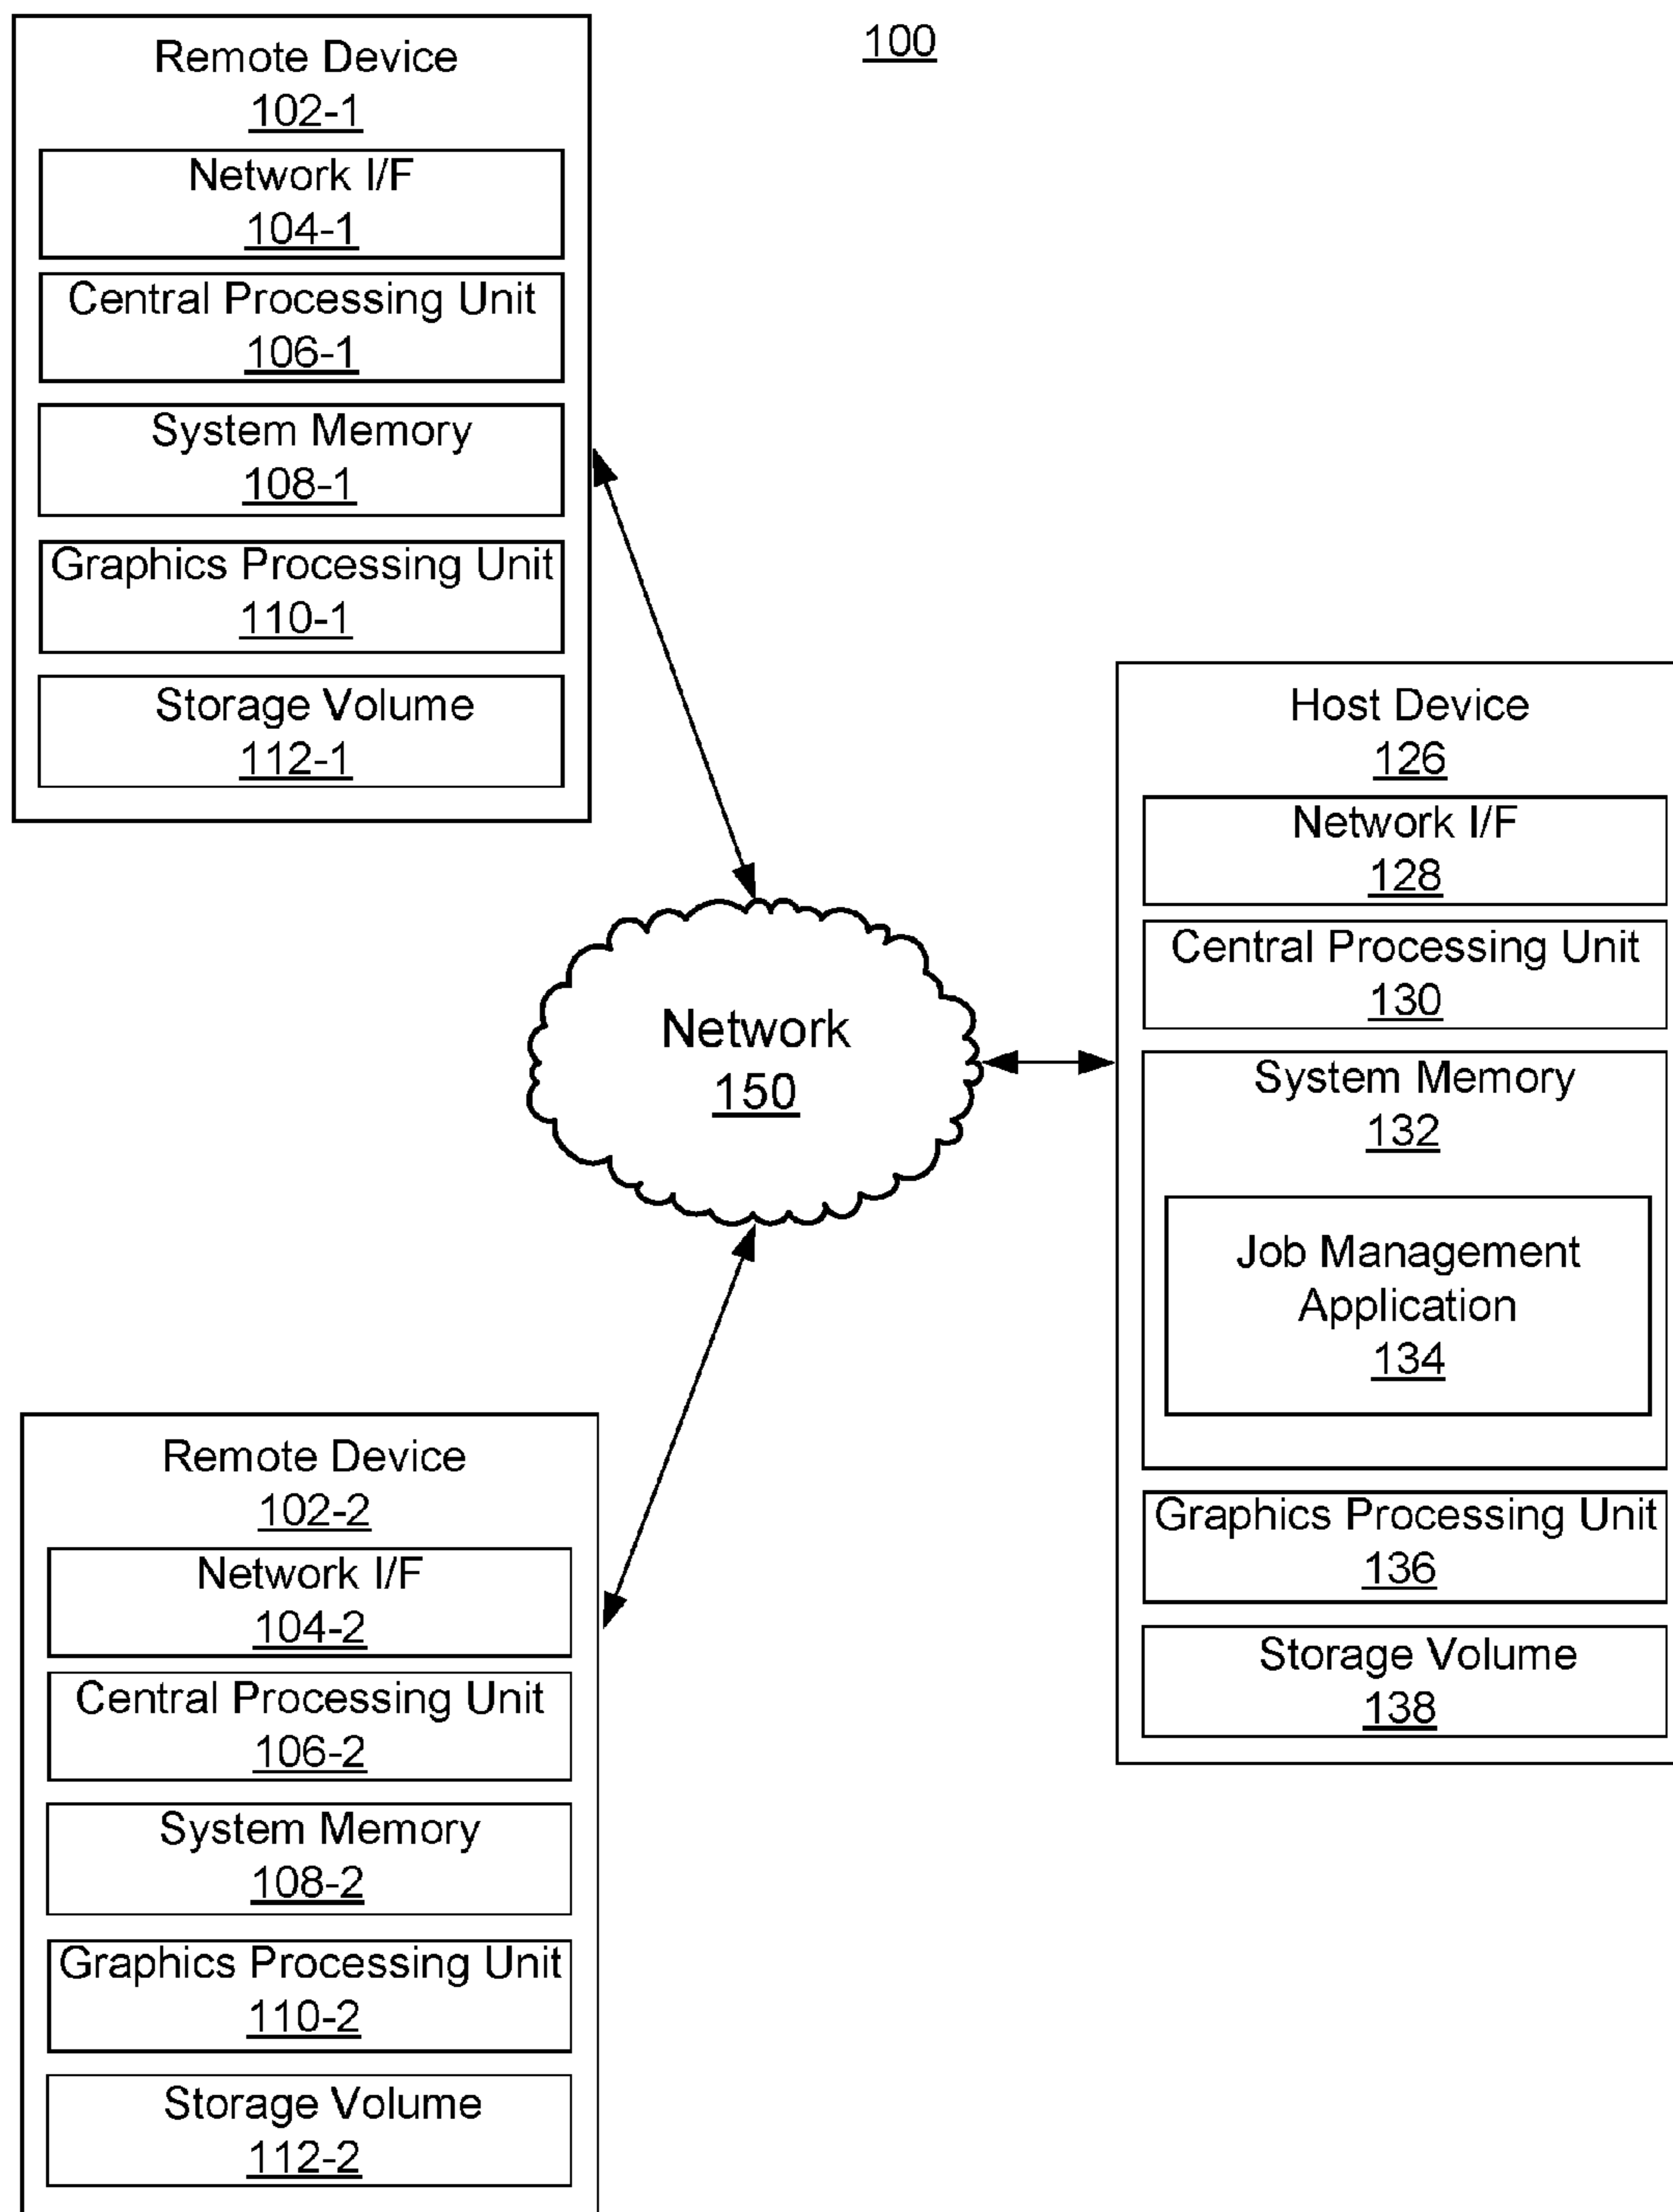 100
Remote Device
102-1
Network I/F
104-1
Central Processing Unit
106-1
System Memory
108-1
Graphics Processing Unit
110-1
Storage Volume
112-1
Network
150
Host Device
126
Network I/F
128
Central Processing Unit
130
System Memory
132
Job Management
Application
134
Graphics Processing Unit
136
Storage Volume
138
Remote Device
102-2
Network I/F
104-2
Central Processing Unit
106-2
System Memory
108-2
Graphics Processing Unit
110-2
Storage Volume
112-2